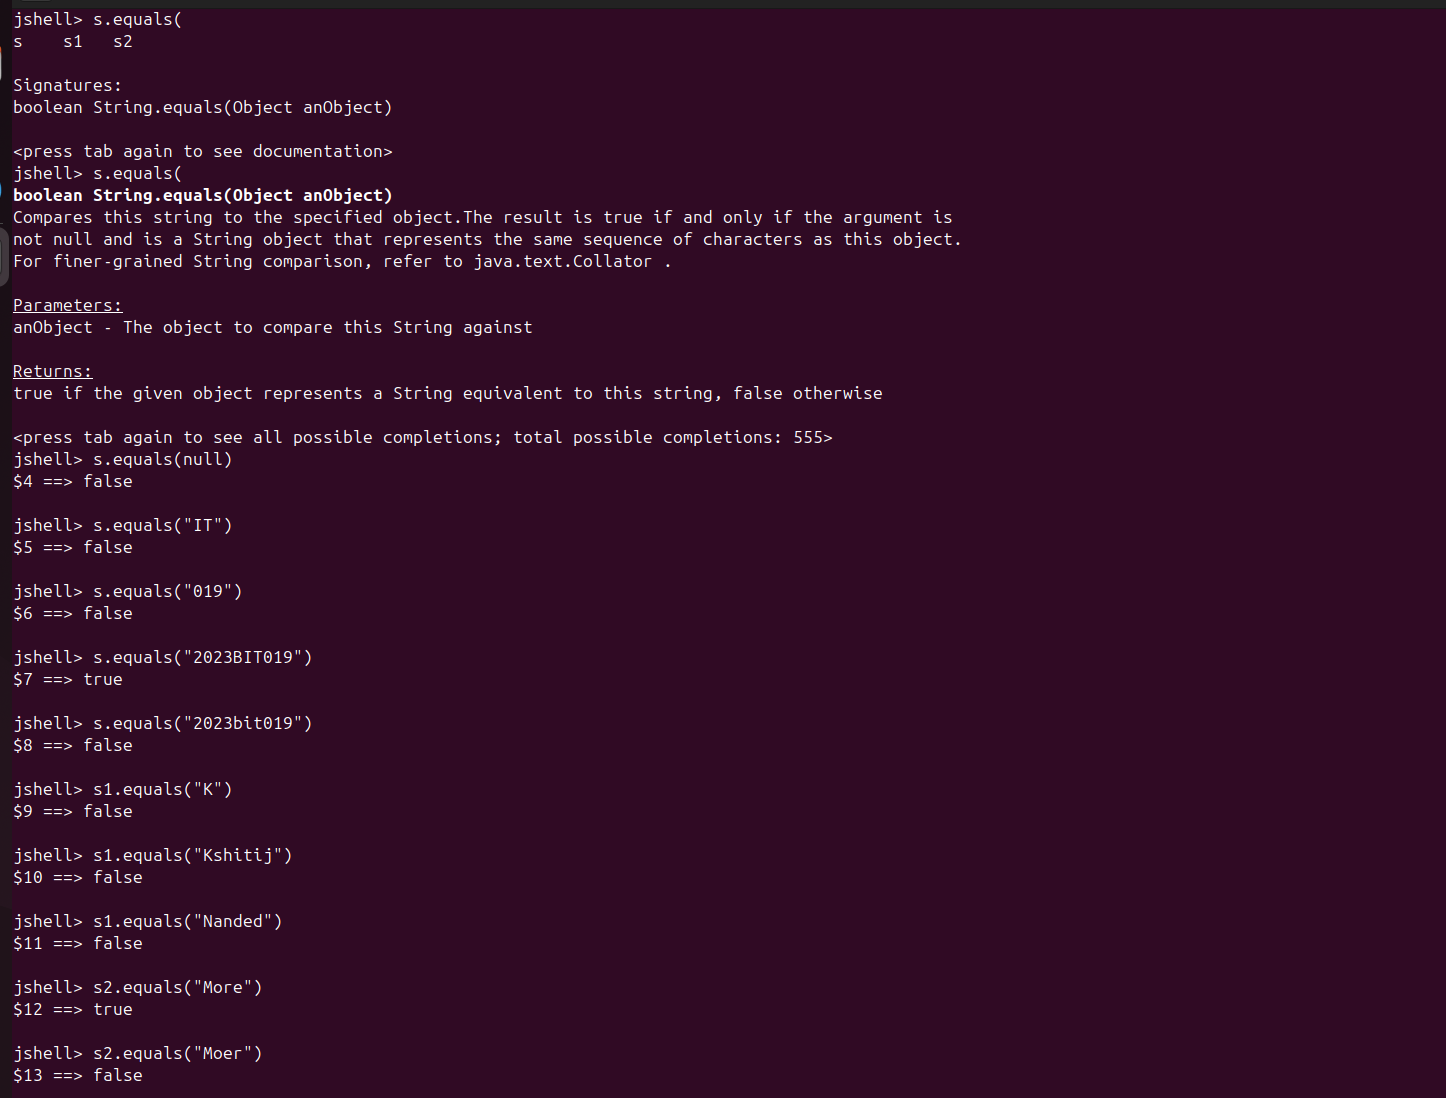 jshell> s.equals(
s    s1   s2

Signatures:
boolean String.equals(Object anObject)

<press tab again to see documentation>
jshell> s.equals(
boolean String.equals(Object anObject)
Compares this string to the specified object.The result is true if and only if the argument is
not null and is a String object that represents the same sequence of characters as this object.
For finer-grained String comparison, refer to java.text.Collator .

Parameters:
anObject - The object to compare this String against

Returns:
true if the given object represents a String equivalent to this string, false otherwise

<press tab again to see all possible completions; total possible completions: 555>
jshell> s.equals(null)
$4 ==> false

jshell> s.equals("IT")
$5 ==> false

jshell> s.equals("019")
$6 ==> false

jshell> s.equals("2023BIT019")
$7 ==> true

jshell> s.equals("2023bit019")
$8 ==> false

jshell> s1.equals("K")
$9 ==> false

jshell> s1.equals("Kshitij")
$10 ==> false

jshell> s1.equals("Nanded")
$11 ==> false

jshell> s2.equals("More")
$12 ==> true

jshell> s2.equals("Moer")
$13 ==> false